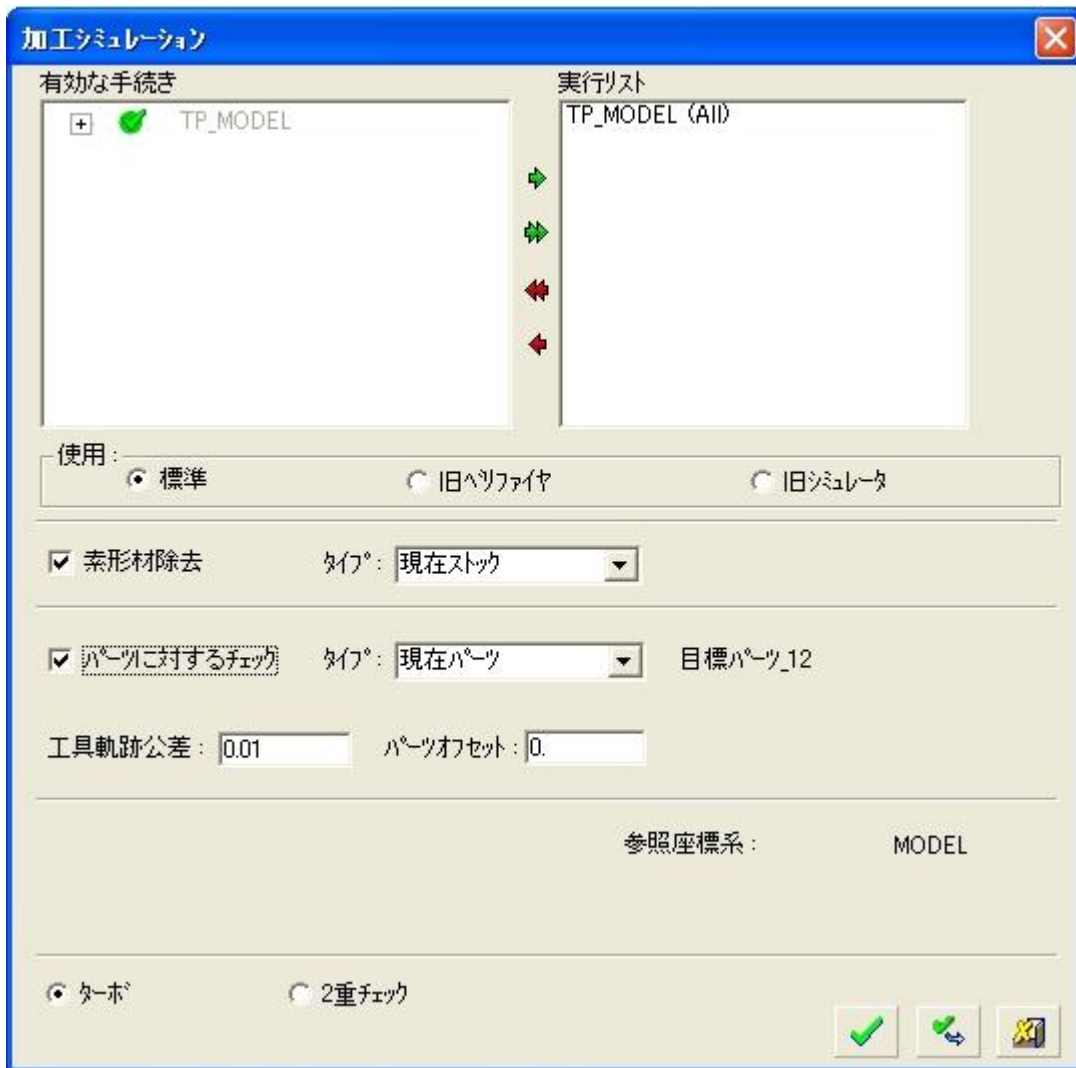 加工ｼﾐｭﾚｰｼｮﾝ
有効な手続き 実行ﾘｽﾄ
TP_MODEL TP_MODEL (All)
使用：
標準 旧ﾍﾞﾘﾌｧｲﾔ 旧ｼﾐｭﾚｰﾀ
素形材除去 ﾀｲﾌﾟ： 現在ｽﾄｯｸ
ﾊﾟｰﾂに対するﾁｪｯｸ ﾀｲﾌﾟ： 現在ﾊﾟｰﾂ 目標ﾊﾟｰﾂ_12
工具軌跡公差： 0.01 ﾊﾟｰﾂｵﾌｾｯﾄ： 0.
参照座標系： MODEL
ﾀｰﾎﾞ 2重ﾁｪｯｸ